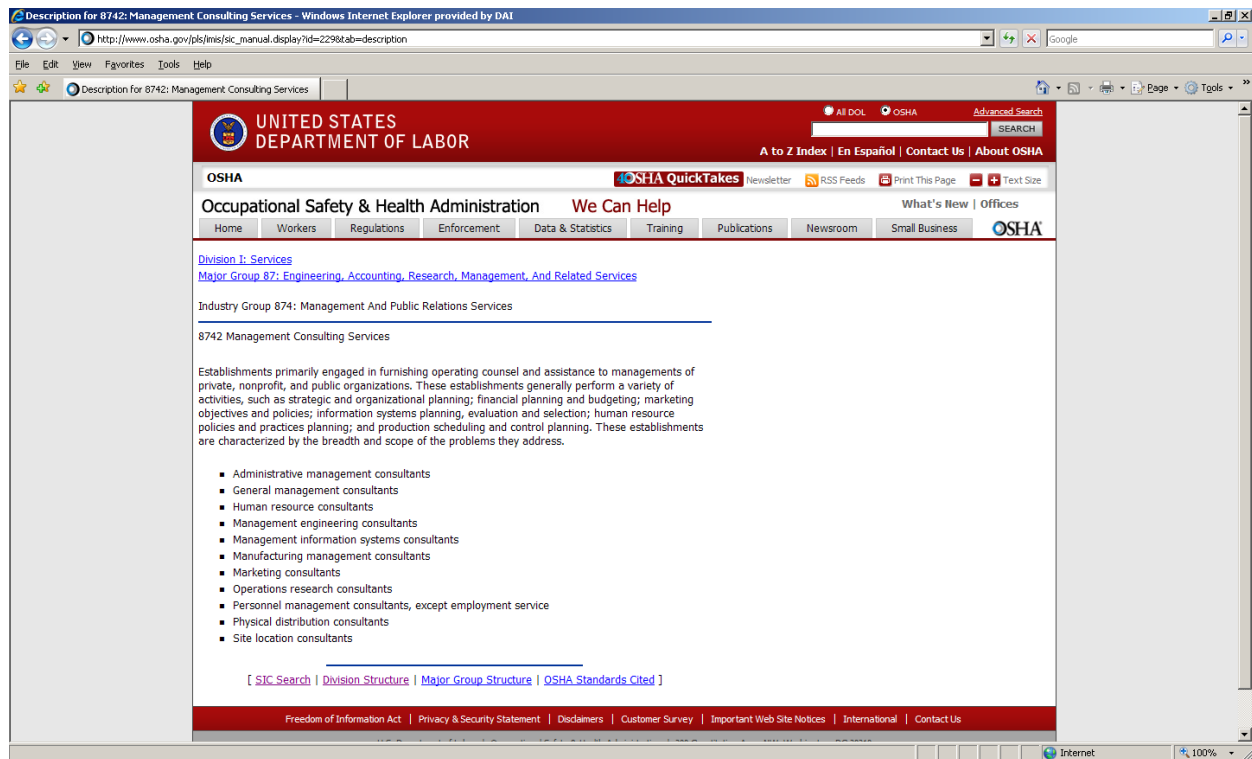 Description for 8742: Management Consulting Services - Windows Internet Explorer provided by DAI
http://www.osha.gov/pls/imis/sic_manual.display?id=229&tab=description
Google
File Edit View Favorites Tools Help
Description for 8742: Management Consulting Services
Page Tools
UNITED STATES
DEPARTMENT OF LABOR
All DOL OSHA Advanced Search
SEARCH
A to Z Index | En Español | Contact Us | About OSHA
OSHA
OSHA QuickTakes Newsletter RSS Feeds Print This Page Text Size
Occupational Safety & Health Administration We Can Help
What's New | Offices
Home Workers Regulations Enforcement Data & Statistics Training Publications Newsroom Small Business OSHA
Division I: Services
Major Group 87: Engineering, Accounting, Research, Management, And Related Services
Industry Group 874: Management And Public Relations Services
8742 Management Consulting Services
Establishments primarily engaged in furnishing operating counsel and assistance to managements of
private, nonprofit, and public organizations. These establishments generally perform a variety of
activities, such as strategic and organizational planning; financial planning and budgeting; marketing
objectives and policies; information systems planning, evaluation and selection; human resource
policies and practices planning; and production scheduling and control planning. These establishments
are characterized by the breadth and scope of the problems they address.
Administrative management consultants
General management consultants
Human resource consultants
Management engineering consultants
Management information systems consultants
Manufacturing management consultants
Marketing consultants
Operations research consultants
Personnel management consultants, except employment service
Physical distribution consultants
Site location consultants
[ SIC Search | Division Structure | Major Group Structure | OSHA Standards Cited ]
Freedom of Information Act | Privacy & Security Statement | Disclaimers | Customer Survey | Important Web Site Notices | International | Contact Us
Internet 100%